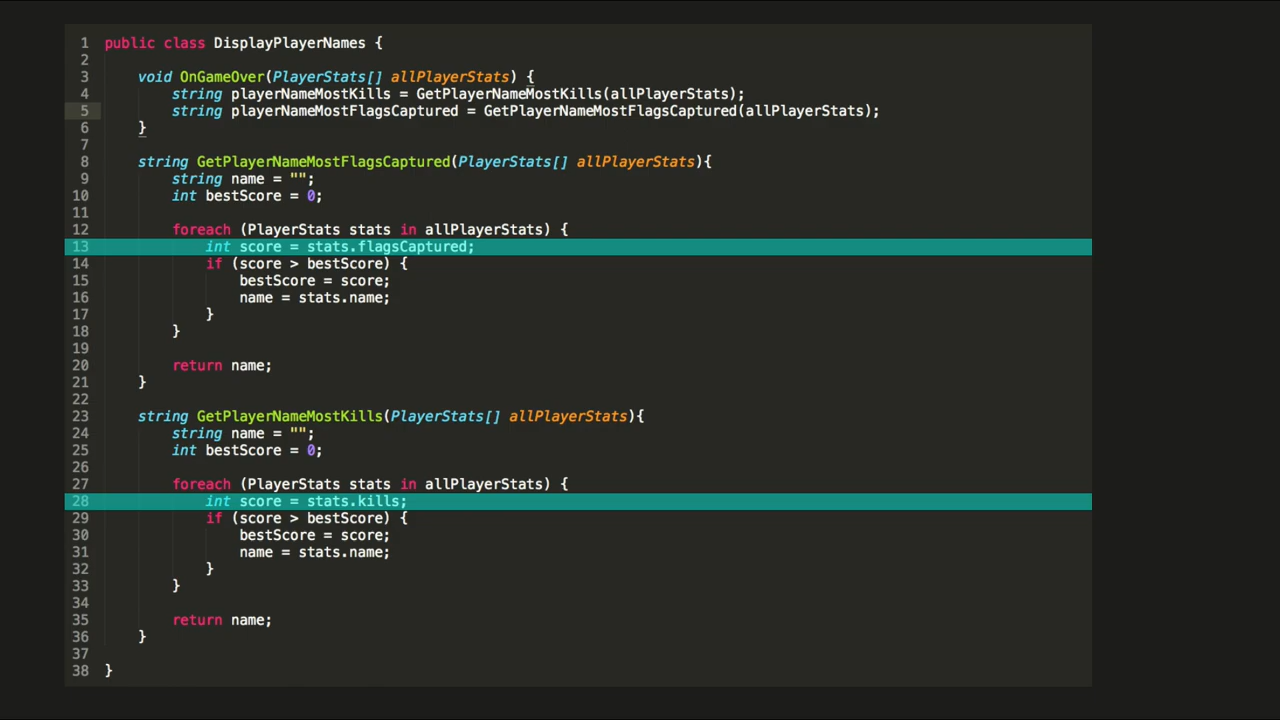 1 public class DisplayPlayerNames {
2
3 void OnGameOver(PlayerStats[] allPlayerStats) {
4 string playerNameMostKills = GetPlayerNameMostKills(allPlayerStats);
5 string playerNameMostFlagsCaptured = GetPlayerNameMostFlagsCaptured(allPlayerStats);
6 }
7
8 string GetPlayerNameMostFlagsCaptured(PlayerStats[] allPlayerStats){
9 string name = "";
10 int bestScore = 0;
11
12 foreach (PlayerStats stats in allPlayerStats) {
13 int score = stats.flagsCaptured;
14 if (score > bestScore) {
15 bestScore = score;
16 name = stats.name;
17 }
18 }
19
20 return name;
21 }
22
23 string GetPlayerNameMostKills(PlayerStats[] allPlayerStats){
24 string name = "";
25 int bestScore = 0;
26
27 foreach (PlayerStats stats in allPlayerStats) {
28 int score = stats.kills;
29 if (score > bestScore) {
30 bestScore = score;
31 name = stats.name;
32 }
33 }
34
35 return name;
36 }
37
38 }